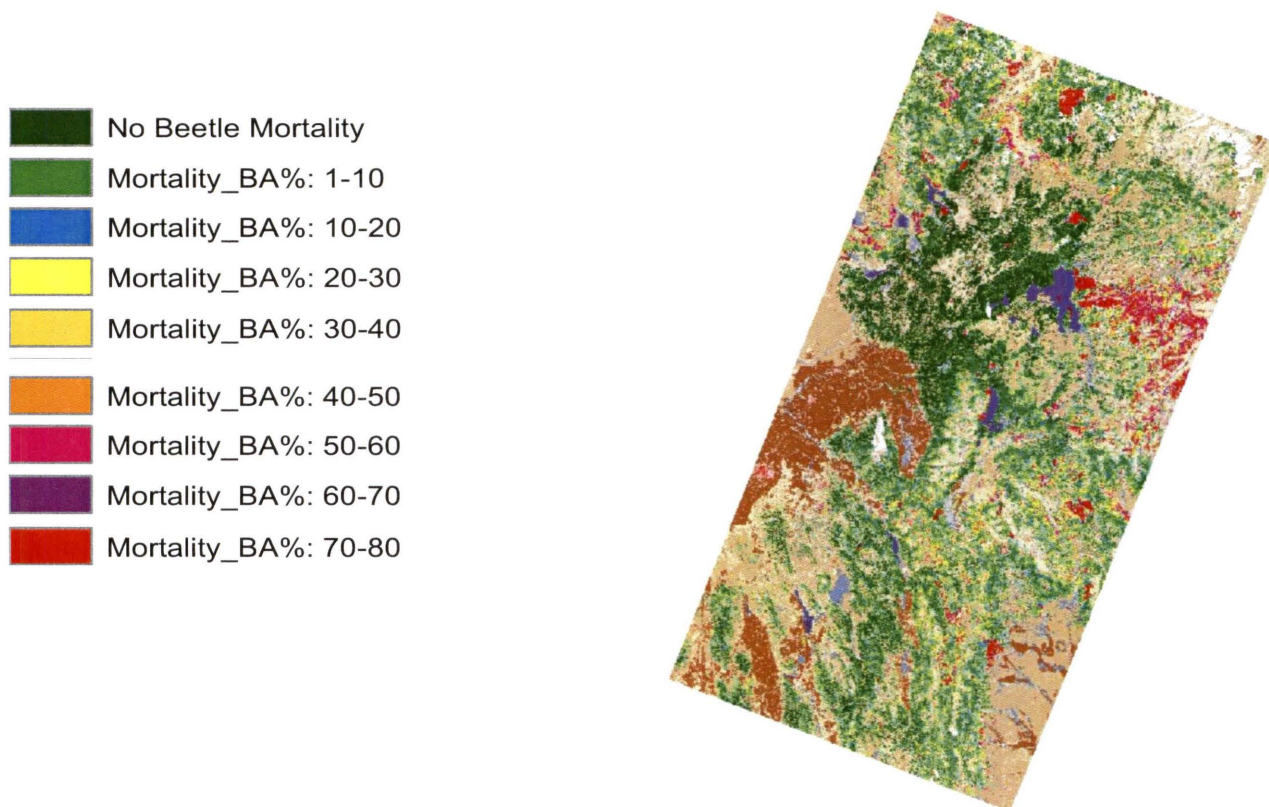 No Beetle Mortality
Mortality_BA%: 1-10
Mortality_BA%: 10-20
Mortality_BA%: 20-30
Mortality_BA%: 30-40
Mortality_BA%: 40-50
Mortality_BA%: 50-60
Mortality_BA%: 60-70
Mortality_BA%: 70-80